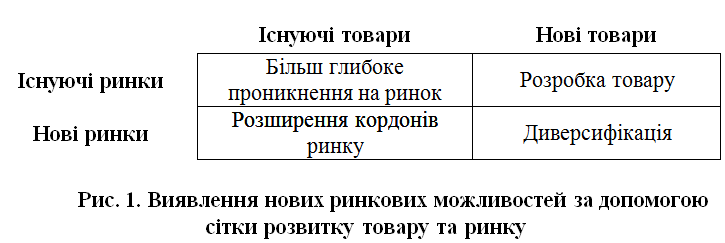 Існуючі товари Нові товари
Існуючі ринки Більш глибоке проникнення на ринок Розробка товару
Нові ринки Розширення кордонів ринку Диверсифікація
Рис. 1. Виявлення нових ринкових можливостей за допомогою
сітки розвитку товару та ринку